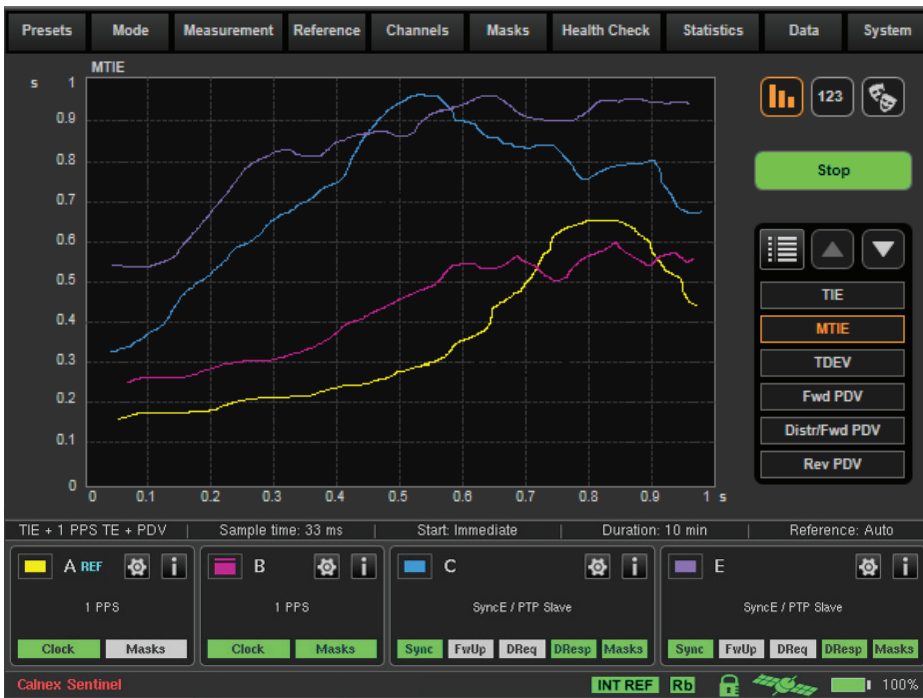 Presets Mode Measurement Reference Channels Masks Health Check Statistics Data System
MTIE
s 1
0.9
0.8
0.7
0.6
0.5
0.4
0.3
0.2
0.1
0
0 0.1 0.2 0.3 0.4 0.5 0.6 0.7 0.8 0.9 1 s
123
Stop
TIE
MTIE
TDEV
Fwd PDV
Distr/Fwd PDV
Rev PDV
TIE + 1 PPS TE + PDV | Sample time: 33 ms | Start: Immediate | Duration: 10 min | Reference: Auto
A REF i
1 PPS
Clock Masks
B i
1 PPS
Clock Masks
C i
SyncE / PTP Slave
Sync FwUp DReq DResp Masks
E i
SyncE / PTP Slave
Sync FwUp DReq DResp Masks
Calnex Sentinel INT REF Rb 100%